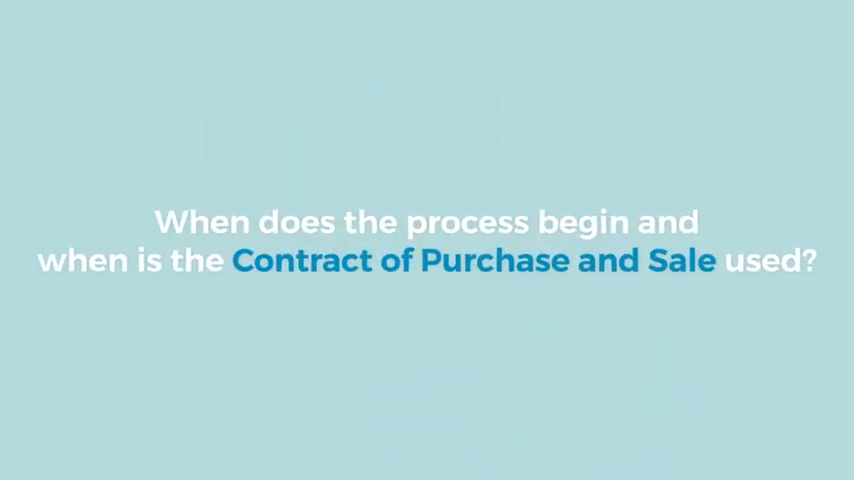 When does the process begin and
when is the Contract of Purchase and Sale used?